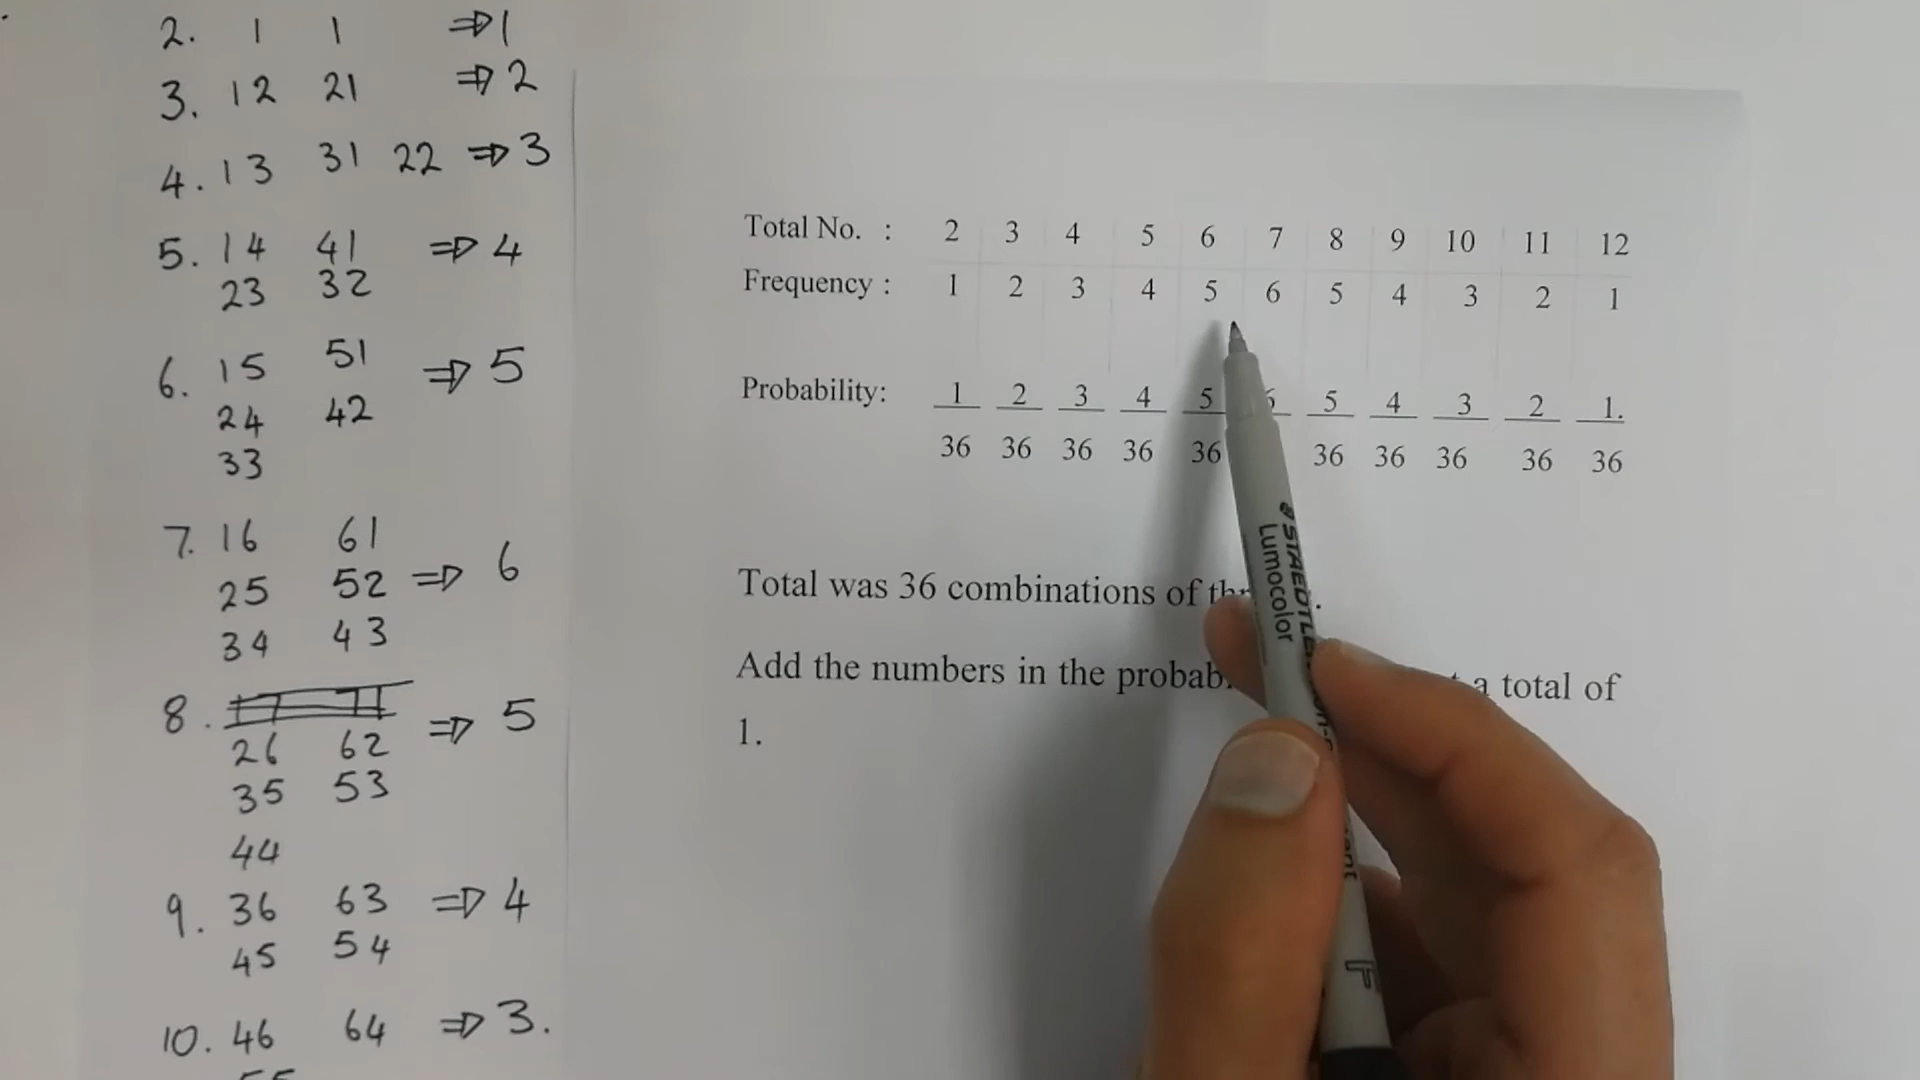 2. 1 1 ⇒ 1
3. 12 21 ⇒ 2
4. 13 31 22 ⇒ 3
5. 14 41 ⇒ 4
23 32
6. 15 51 ⇒ 5
24 42
33
7. 16 61
25 52 ⇒ 6
34 43
8. ⇒ 5
26 62
35 53
44
9. 36 63 ⇒ 4
45 54
10. 46 64 ⇒ 3.
55
Total No. : 2 3 4 5 6 7 8 9 10 11 12
Frequency : 1 2 3 4 5 6 5 4 3 2 1
Probability: 1 2 3 4 5 6 5 4 3 2 1.
36 36 36 36 36 36 36 36 36 36
Total was 36 combinations of
Add the numbers in the a total of
1.
STAEDTLER
Lumocolor